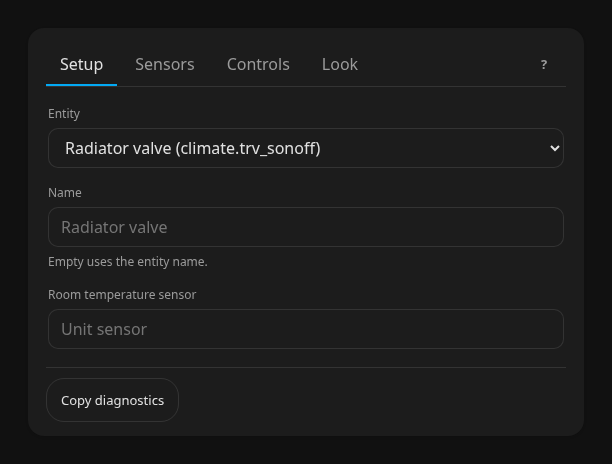 Setup Sensors Controls Look ?
Entity
Radiator valve (climate.trv_sonoff)
Name
Radiator valve
Empty uses the entity name.
Room temperature sensor
Unit sensor
Copy diagnostics